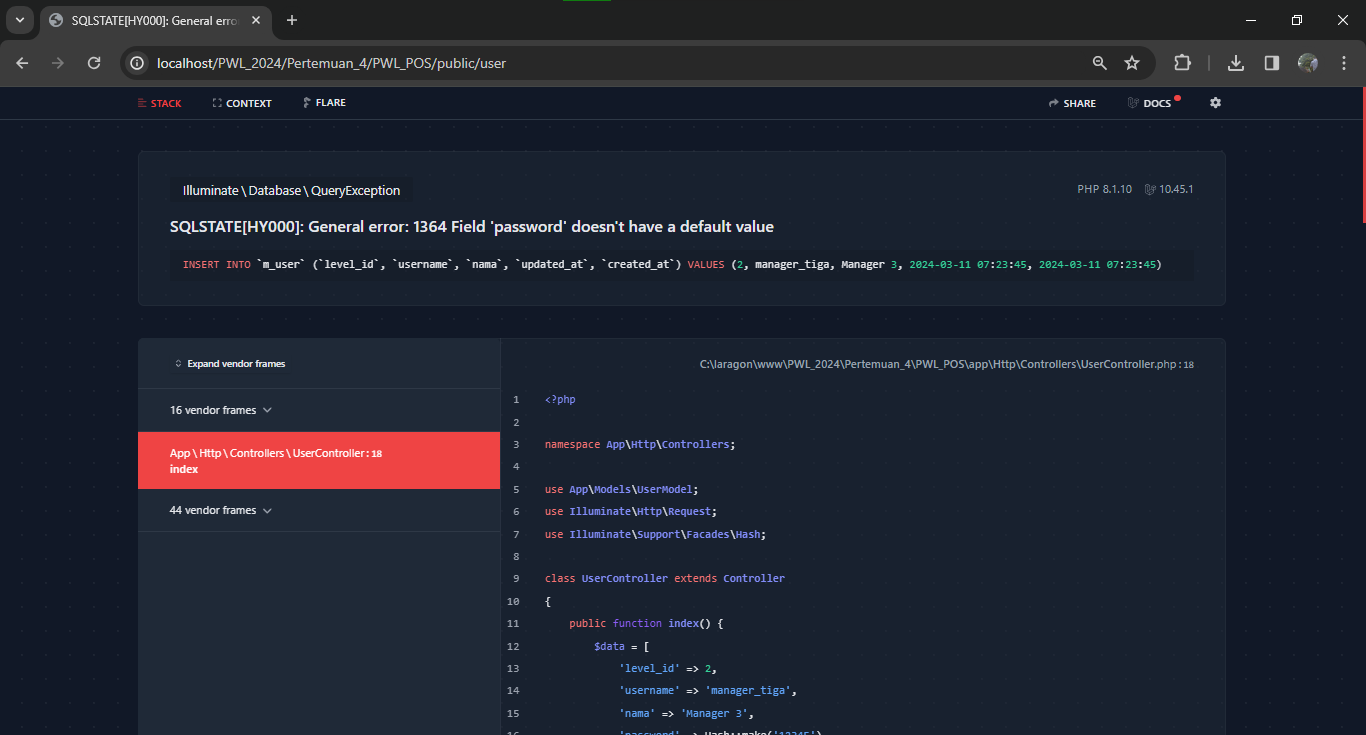 SQLSTATE[HY000]: General erro
localhost/PWL_2024/Pertemuan_4/PWL_POS/public/user
STACK CONTEXT FLARE SHARE DOCS
Illuminate \ Database \ QueryException PHP 8.1.10 10.45.1
SQLSTATE[HY000]: General error: 1364 Field 'password' doesn't have a default value
INSERT INTO `m_user` (`level_id`, `username`, `nama`, `updated_at`, `created_at`) VALUES (2, manager_tiga, Manager 3, 2024-03-11 07:23:45, 2024-03-11 07:23:45)
Expand vendor frames
16 vendor frames
App \ Http \ Controllers \ UserController : 18
index
44 vendor frames
C:\laragon\www\PWL_2024\Pertemuan_4\PWL_POS\app\Http\Controllers\UserController.php : 18
1 <?php
2
3 namespace App\Http\Controllers;
4
5 use App\Models\UserModel;
6 use Illuminate\Http\Request;
7 use Illuminate\Support\Facades\Hash;
8
9 class UserController extends Controller
10 {
11 public function index() {
12 $data = [
13 'level_id' => 2,
14 'username' => 'manager_tiga',
15 'nama' => 'Manager 3',
16 'password' => Hash::make('12345')